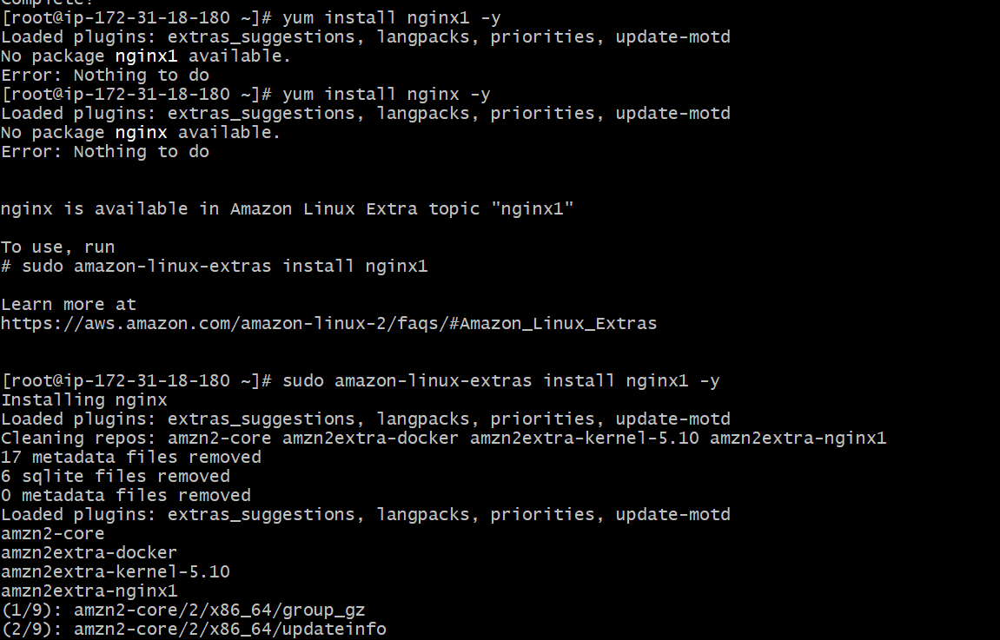 Complete!
[root@ip-172-31-18-180 ~]# yum install nginx1 -y
Loaded plugins: extras_suggestions, langpacks, priorities, update-motd
No package nginx1 available.
Error: Nothing to do
[root@ip-172-31-18-180 ~]# yum install nginx -y
Loaded plugins: extras_suggestions, langpacks, priorities, update-motd
No package nginx available.
Error: Nothing to do
nginx is available in Amazon Linux Extra topic "nginx1"
To use, run
# sudo amazon-linux-extras install nginx1
Learn more at
https://aws.amazon.com/amazon-linux-2/faqs/#Amazon_Linux_Extras
[root@ip-172-31-18-180 ~]# sudo amazon-linux-extras install nginx1 -y
Installing nginx
Loaded plugins: extras_suggestions, langpacks, priorities, update-motd
Cleaning repos: amzn2-core amzn2extra-docker amzn2extra-kernel-5.10 amzn2extra-nginx1
17 metadata files removed
6 sqlite files removed
0 metadata files removed
Loaded plugins: extras_suggestions, langpacks, priorities, update-motd
amzn2-core
amzn2extra-docker
amzn2extra-kernel-5.10
amzn2extra-nginx1
(1/9): amzn2-core/2/x86_64/group_gz
(2/9): amzn2-core/2/x86_64/updateinfo